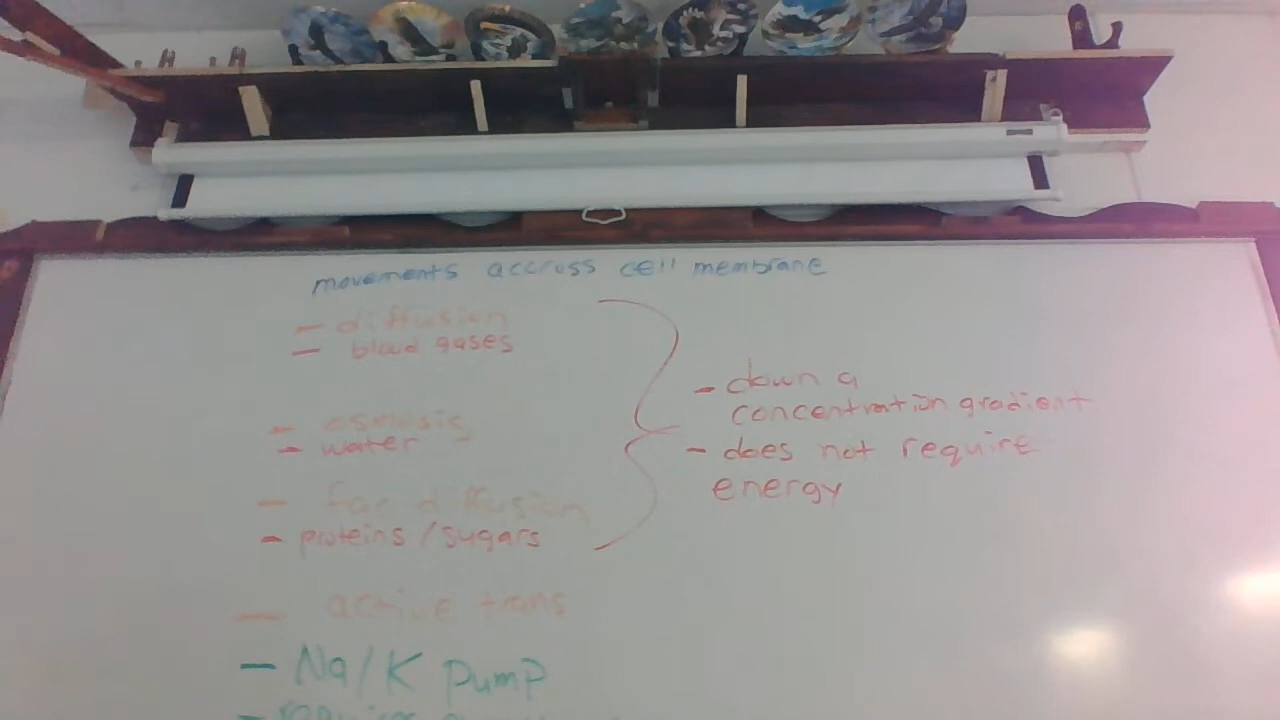 movements accross cell membrane
- diffusion
- blood gases
- osmosis
- water
- fac diffusion
- proteins / sugars
- down a
concentration gradient
- does not require
energy
- active trans
- Na/K pump